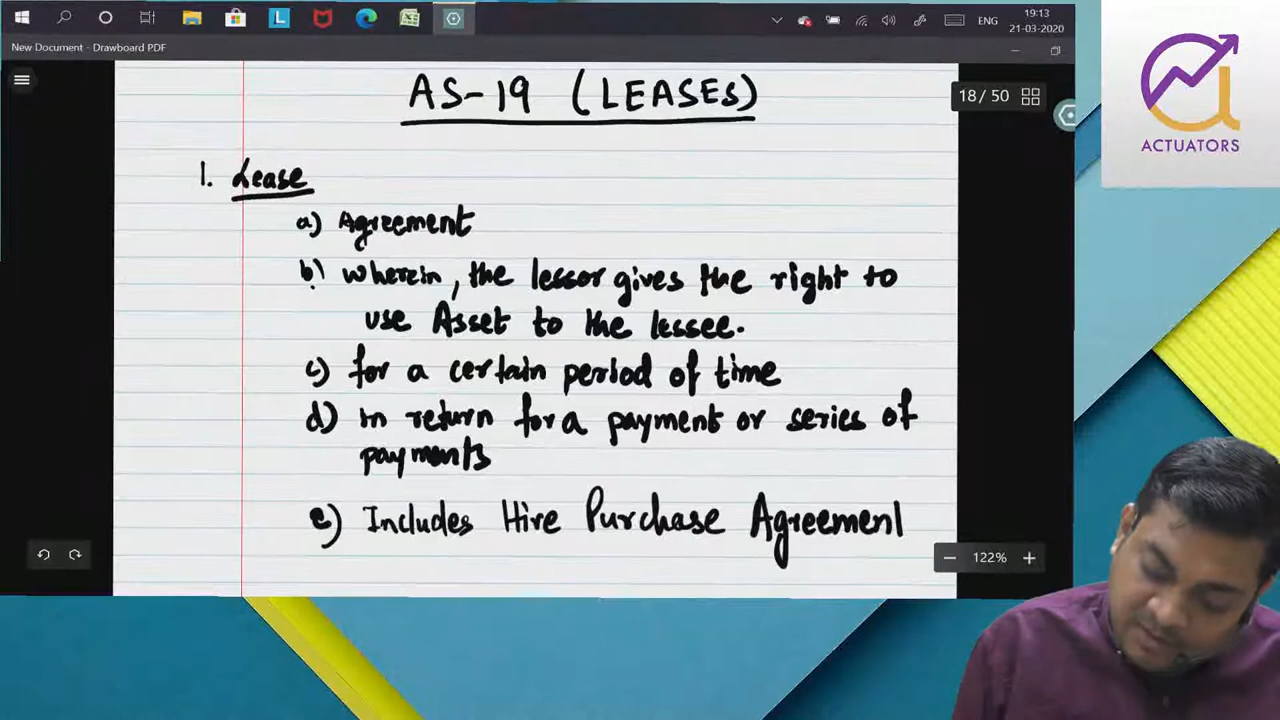 19:13
ENG
21-03-2020
New Document - Drawboard PDF
AS-19 (LEASES)
18 / 50
ACTUATORS
1. Lease
a) Agreement
b) wherein, the lessor gives the right to
use Asset to the lessee.
c) for a certain period of time
d) In return for a payment or series of
payments
e) Includes Hire Purchase Agreement
122%